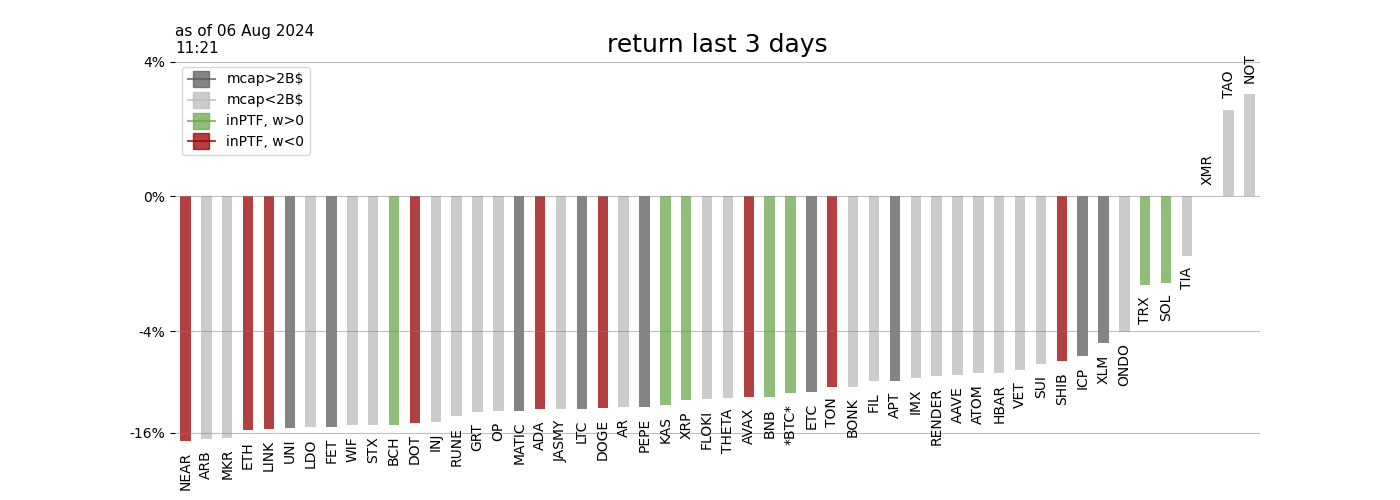 as of 06 Aug 2024
11:21
return last 3 days
4%
0%
-4%
-16%
mcap>2B$
mcap<2B$
inPTF, w>0
inPTF, w<0
NEAR
ARB
MKR
ETH
LINK
UNI
LDO
FET
WIF
STX
BCH
DOT
INJ
RUNE
GRT
OP
MATIC
ADA
JASMY
LTC
DOGE
AR
PEPE
KAS
XRP
FLOKI
THETA
AVAX
BNB
*BTC*
ETC
TON
BONK
FIL
APT
IMX
RENDER
AAVE
ATOM
HBAR
VET
SUI
SHIB
ICP
XLM
ONDO
TRX
SOL
TIA
XMR
TAO
NOT